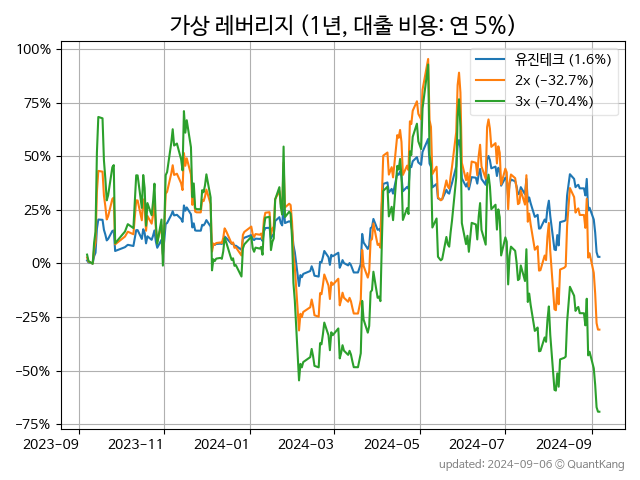 가상 레버리지 (1년, 대출 비용: 연 5%)
100%
75%
50%
25%
0%
−25%
−50%
−75%
유진테크 (1.6%)
2x (−32.7%)
3x (−70.4%)
2023-09 2023-11 2024-01 2024-03 2024-05 2024-07 2024-09
updated: 2024-09-06 © QuantKang